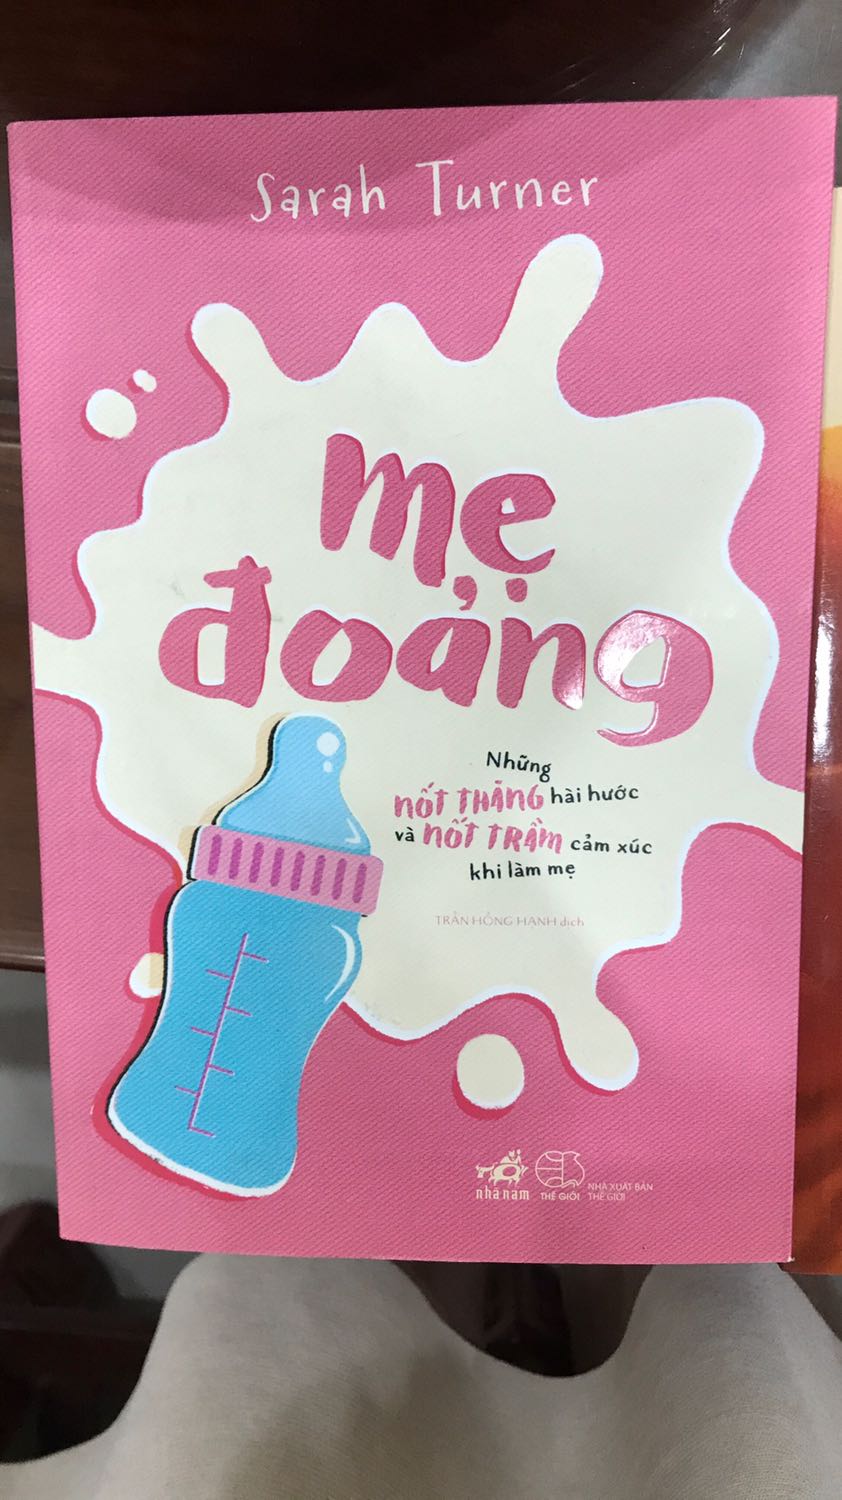 Sarah Turner
mẹ
đoảng
Những
NỐT THĂNG hài hước
và NỐT TRẦM cảm xúc
khi làm mẹ
TRẦN HỒNG HẠNH dịch
nhã nam
THẾ GIỚI
NHÀ XUẤT BẢN
THẾ GIỚI